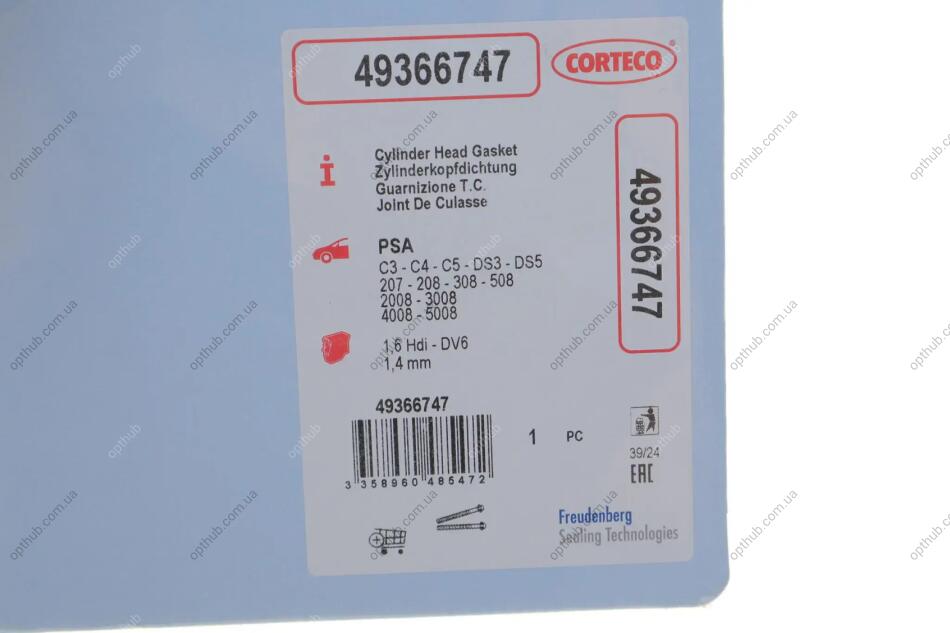 49366747
CORTECO
Cylinder Head Gasket
Zylinderkopfdichtung
Guarnizione T.C.
Joint De Culasse
49366747
PSA
C3 - C4 - C5 - DS3 - DS5
207 - 208 - 308 - 508
2008 - 3008
4008 - 5008
1,6 Hdi - DV6
1,4 mm
49366747
3 358960 485472
1 PC
39/24
EAC
Freudenberg
Sealing Technologies
opthub.com.ua